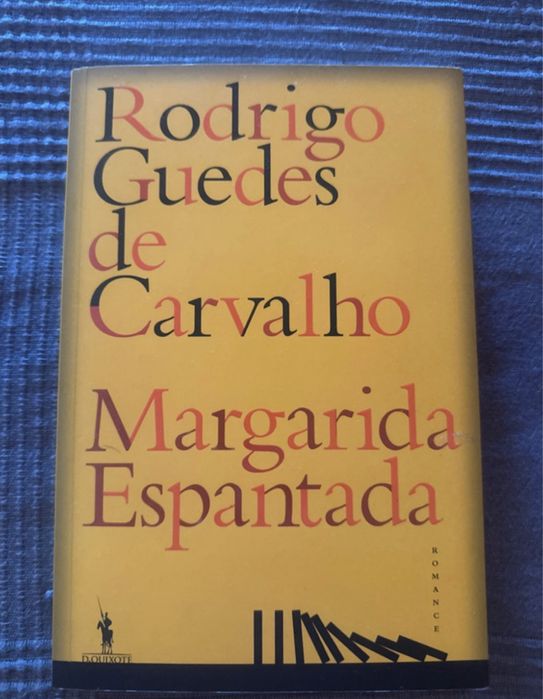 Rodrigo
Guedes
de
Carvalho
Margarida
Espantada
ROMANCE
D.QUIXOTE